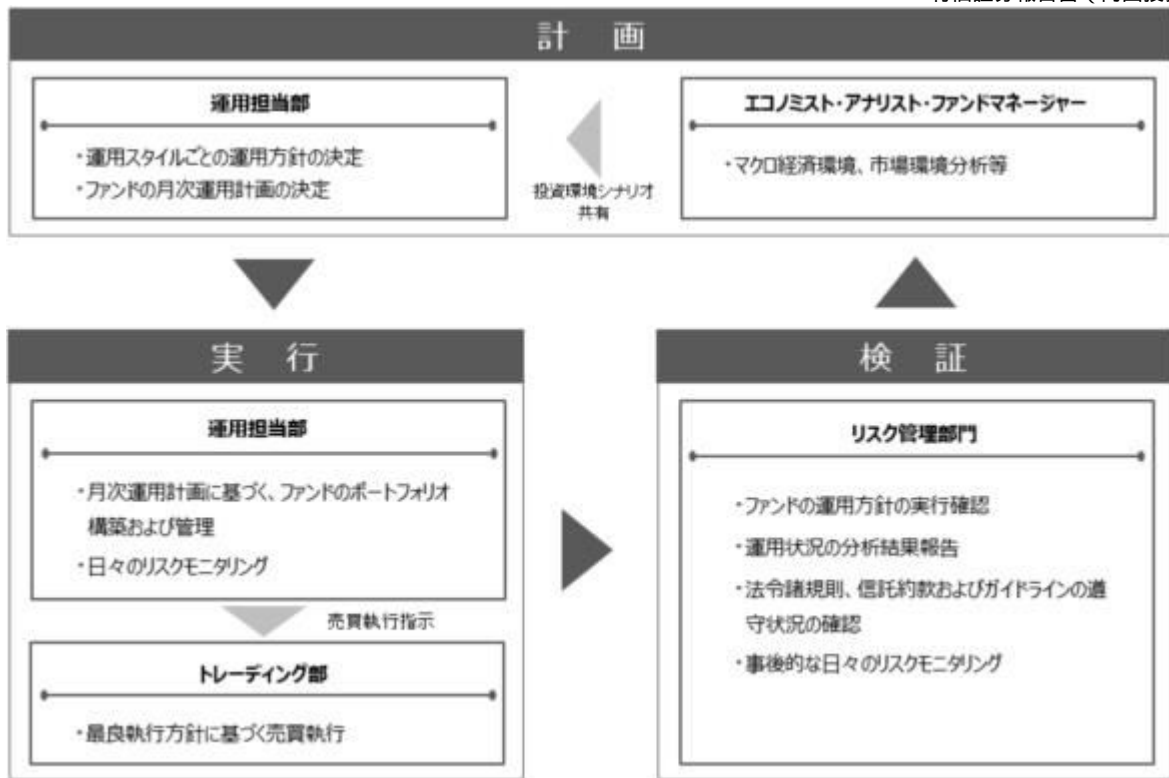 計 画
運用担当部
・運用スタイルごとの運用方針の決定
・ファンドの月次運用計画の決定
投資環境シナリオ
共有
エコノミスト・アナリスト・ファンドマネージャー
・マクロ経済環境、市場環境分析等
実 行
運用担当部
・月次運用計画に基づく、ファンドのポートフォリオ
構築および管理
・日々のリスクモニタリング
売買執行指示
トレーディング部
・最良執行方針に基づく売買執行
検 証
リスク管理部門
・ファンドの運用方針の実行確認
・運用状況の分析結果報告
・法令諸規則、信託約款およびガイドラインの遵
守状況の確認
・事後的な日々のリスクモニタリング